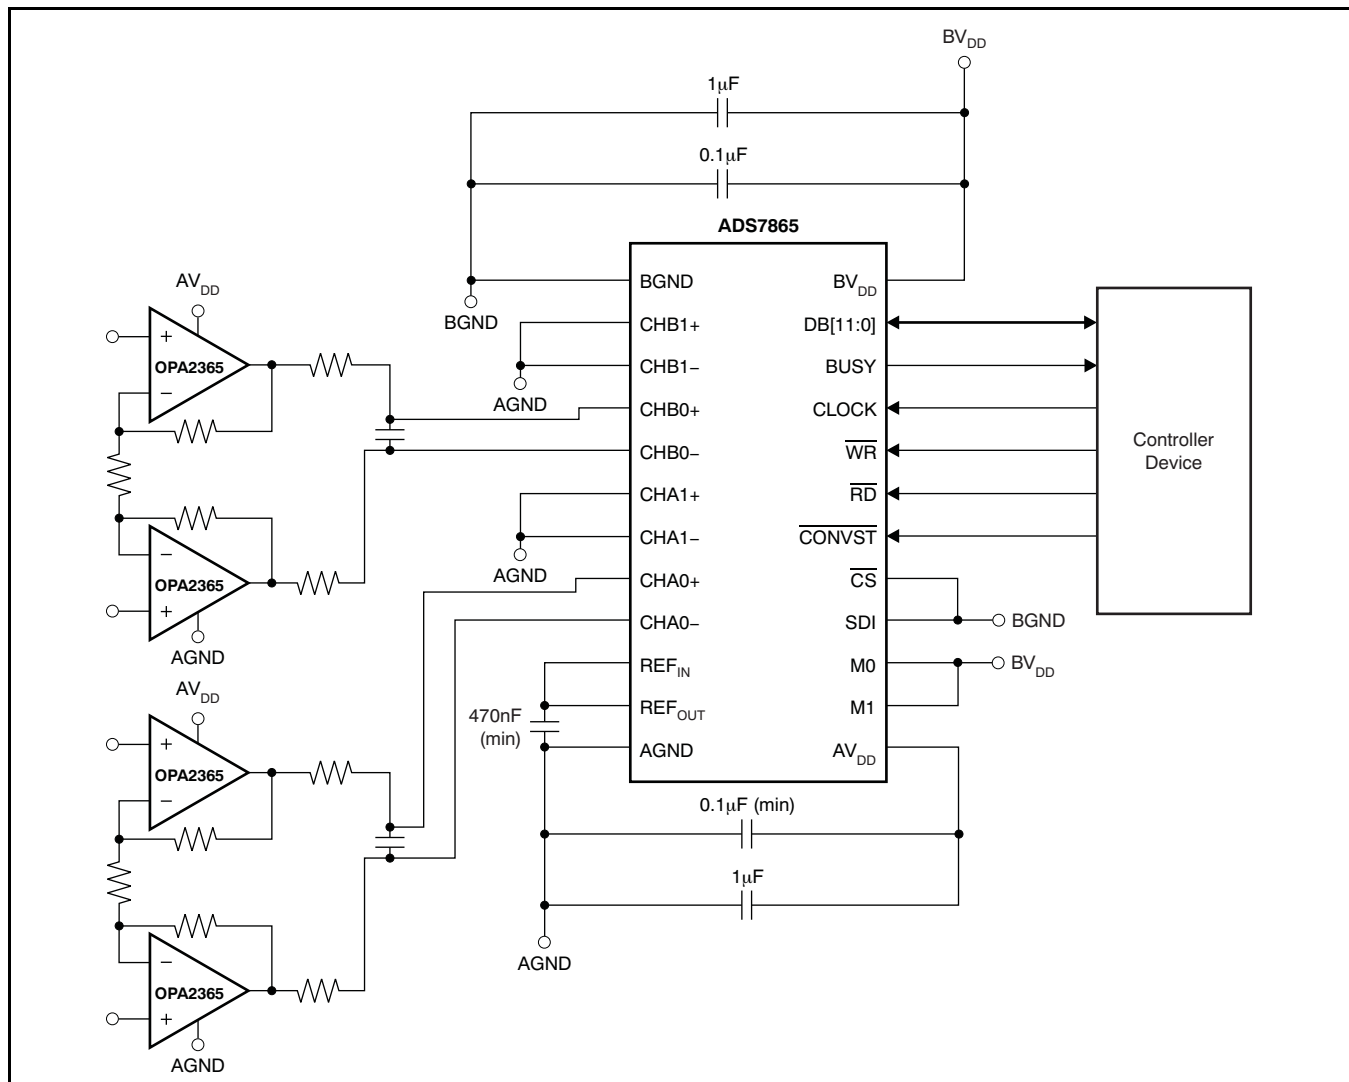 BV_DD
1µF
0.1µF
ADS7865
BGND
BV_DD
CHB1+
DB[11:0]
CHB1−
BUSY
CHB0+
CLOCK
CHB0−
WR
CHA1+
RD
CHA1−
CONVST
CHA0+
CS
CHA0−
SDI
REF_IN
M0
REF_OUT
M1
AGND
AV_DD
BGND
AGND
AGND
Controller
Device
BGND
BV_DD
470nF
(min)
0.1µF (min)
1µF
AGND
AV_DD
+
OPA2365
−
−
OPA2365
+
AGND
AV_DD
+
OPA2365
−
−
OPA2365
+
AGND